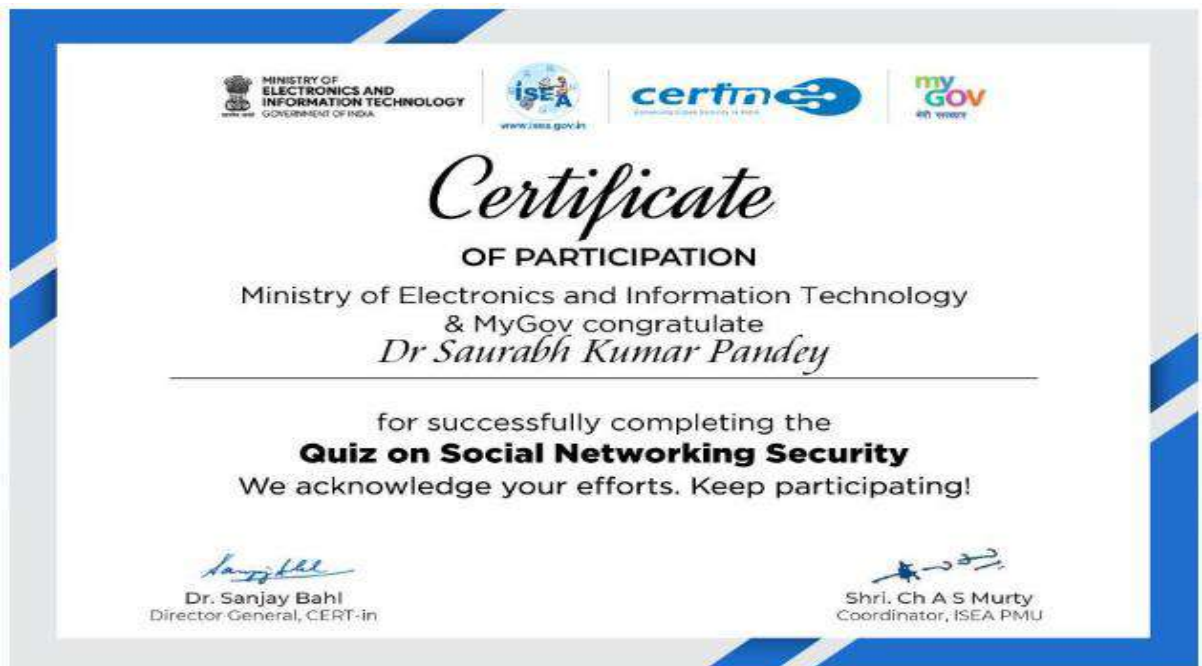 MINISTRY OF
ELECTRONICS AND
INFORMATION TECHNOLOGY
GOVERNMENT OF INDIA
iSEA
www.isea.gov.in
certin
my
GOV
मेरी सरकार
Certificate
OF PARTICIPATION
Ministry of Electronics and Information Technology
& MyGov congratulate
Dr Saurabh Kumar Pandey
for successfully completing the
Quiz on Social Networking Security
We acknowledge your efforts. Keep participating!
Dr. Sanjay Bahl
Director General, CERT-in
Shri. Ch A S Murty
Coordinator, ISEA PMU